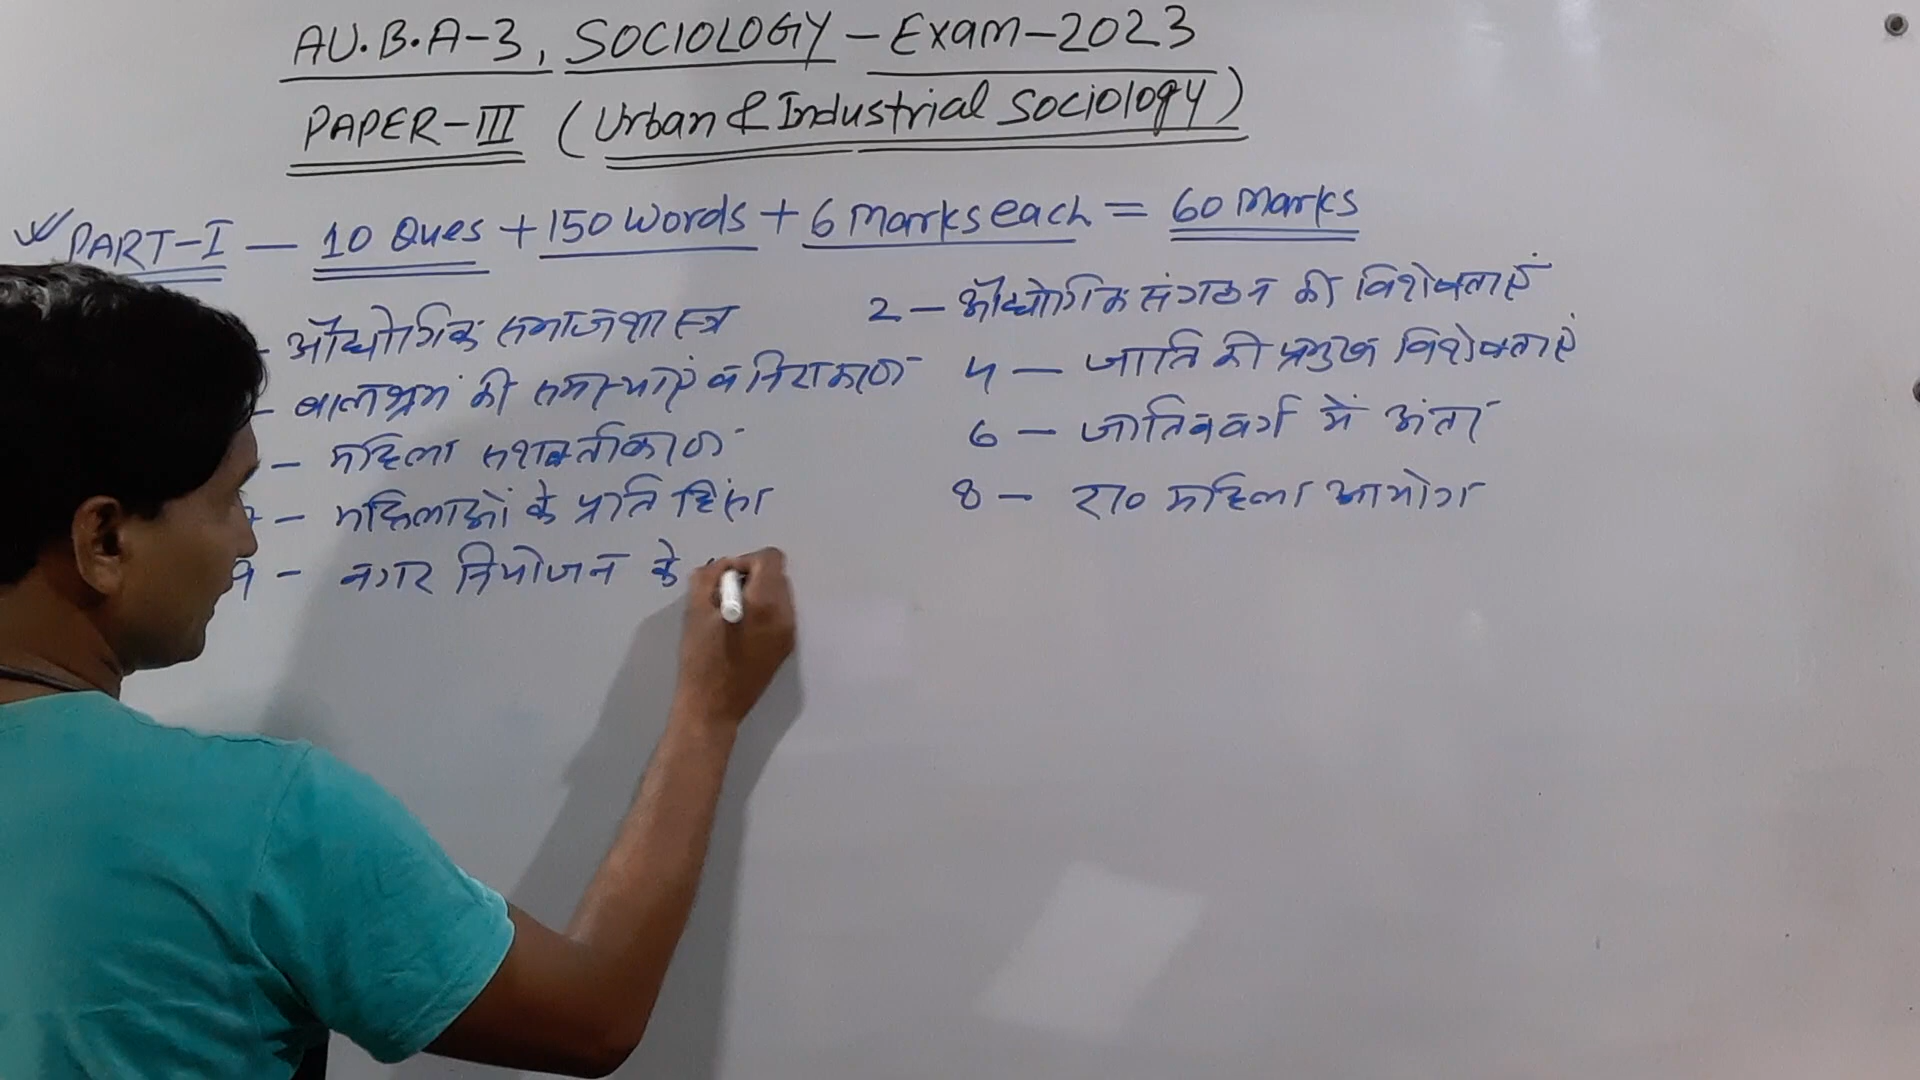 AU.B.A-3, SOCIOLOGY - Exam-2023
PAPER-III (Urban & Industrial Sociology)
PART-I - 10 Ques + 150 Words + 6 Marks each = 60 Marks
- औद्योगिक समाजशास्त्र
2 - औद्योगिक संगठन की विशेषताएं
- बालश्रम की समस्याएं व निराकरण
4 - जाति की प्रमुख विशेषताएं
- महिला सशक्तीकरण
6 - जाति व वर्ग में अंतर
7 - महिलाओं के प्रति हिंसा
8 - रा० महिला आयोग
9 - नगर नियोजन के